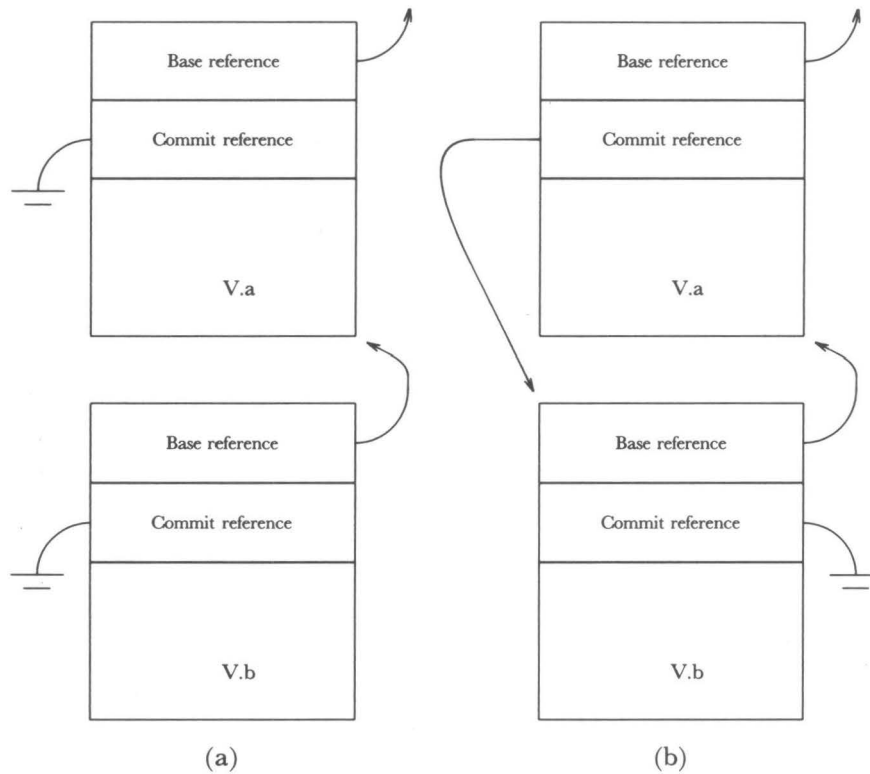 Base reference
Commit reference
V.a
Base reference
Commit reference
V.b
(a)
Base reference
Commit reference
V.a
Base reference
Commit reference
V.b
(b)